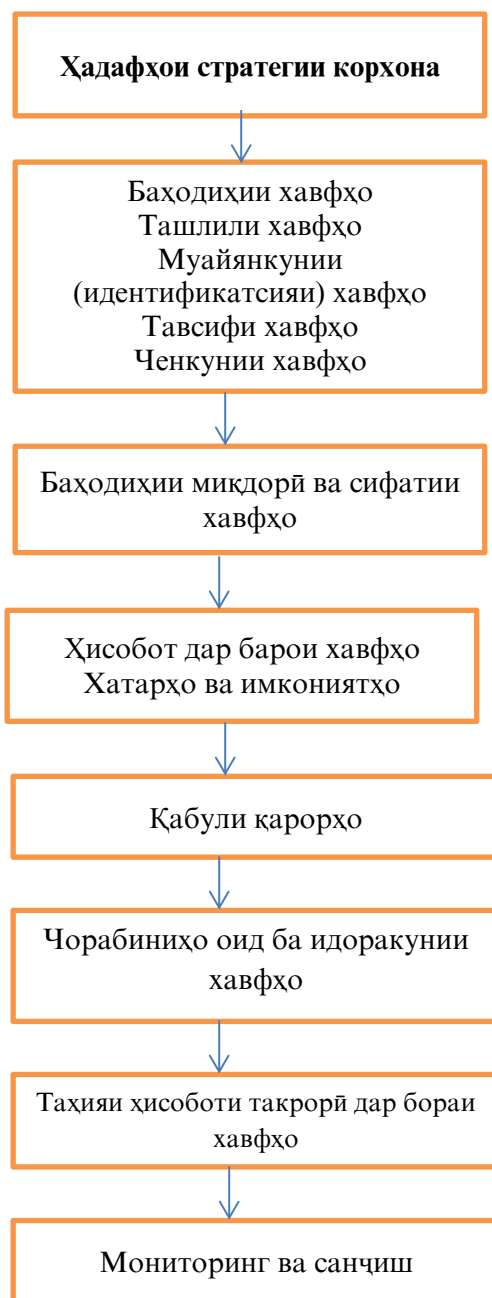 Ҳадафҳои стратегии корхона
Баҳодиҳии хавфҳо
Ташлили хавфҳо
Муайянкунии
(идентификатсияи) хавфҳо
Тавсифи хавфҳо
Ченкунии хавфҳо
Баҳодиҳии миқдорӣ ва сифатии
хавфҳо
Ҳисобот дар барои хавфҳо
Хатарҳо ва имкониятҳо
Қабули қарорҳо
Чорабиниҳо оид ба идоракунии
хавфҳо
Таҳияи ҳисоботи такрорӣ дар бораи
хавфҳо
Мониторинг ва санҷиш